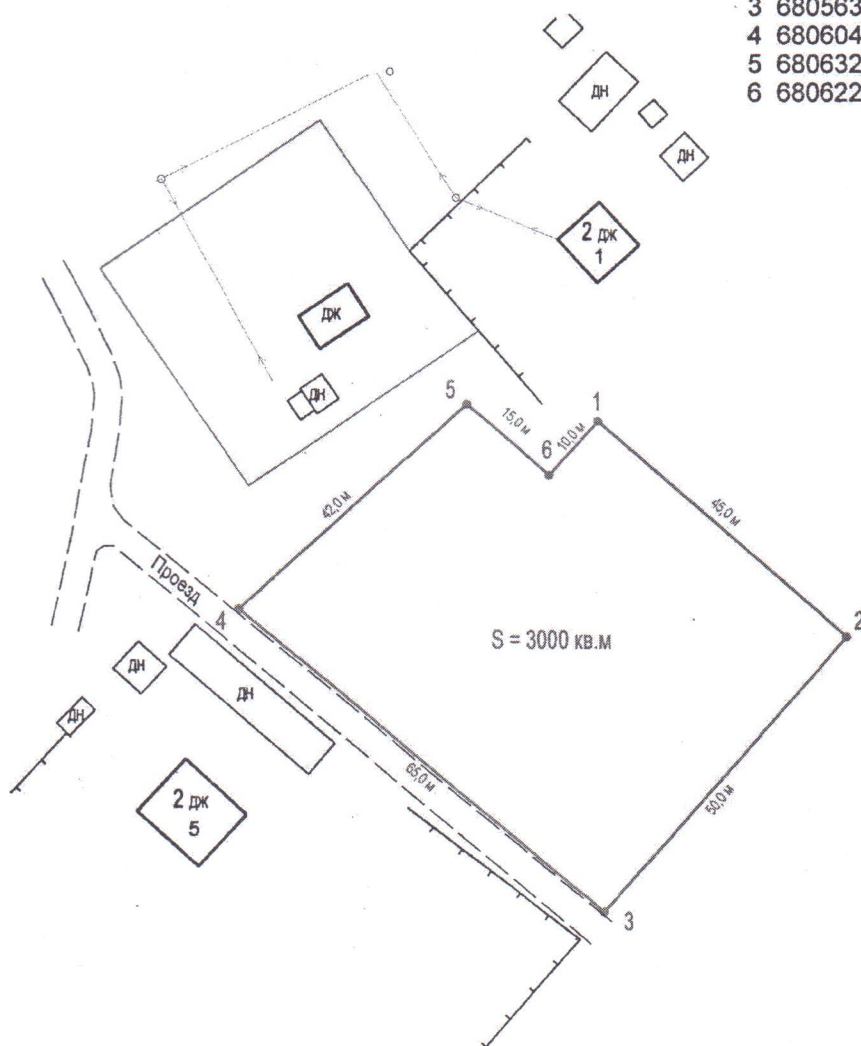 3 680563
4 680604
5 680632
6 680622
дн
дн
2 дж
1
дж
дн
5
1
15,0 м
6
10,0 м
45,0 м
42,0 м
Проезд
4
S = 3000 кв.м
2
дн
дн
дн
65,0 м
50,0 м
2 дж
5
3